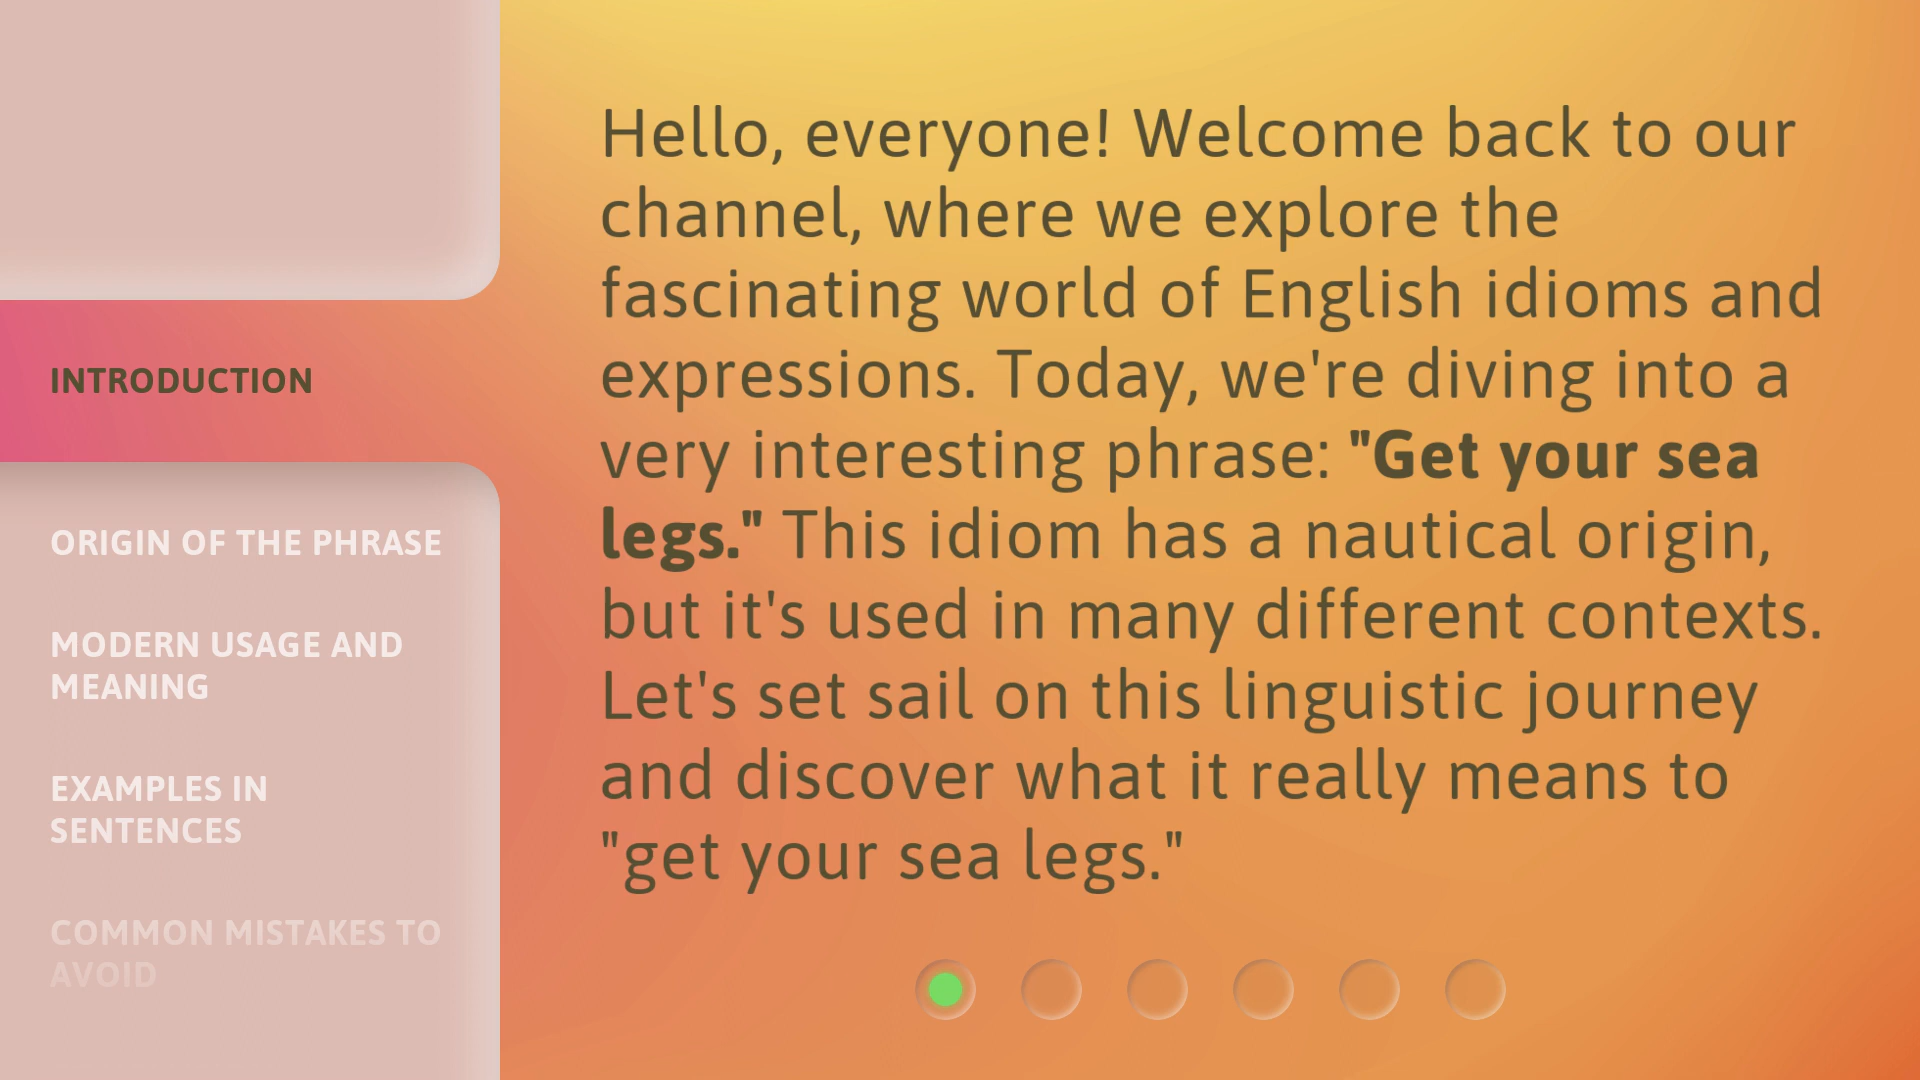 INTRODUCTION
ORIGIN OF THE PHRASE
MODERN USAGE AND
MEANING
EXAMPLES IN
SENTENCES
COMMON MISTAKES TO
AVOID
Hello, everyone! Welcome back to our
channel, where we explore the
fascinating world of English idioms and
expressions. Today, we're diving into a
very interesting phrase: "Get your sea
legs." This idiom has a nautical origin,
but it's used in many different contexts.
Let's set sail on this linguistic journey
and discover what it really means to
"get your sea legs."